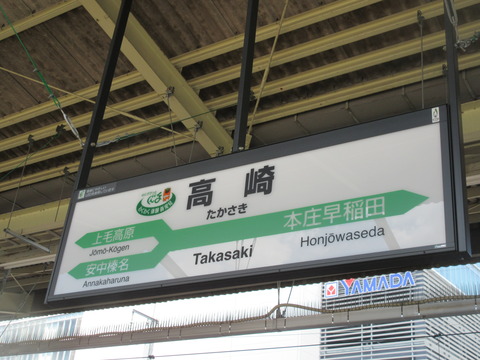 高崎
たかさき
上毛高原
Jōmō-Kōgen
安中榛名
Annakaharuna
Takasaki
本庄早稲田
Honjōwaseda
YAMADA